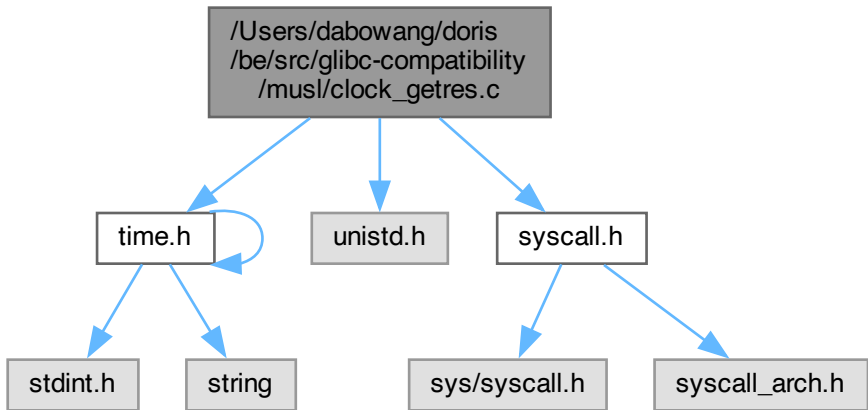 /Users/dabowang/doris
/be/src/glibc-compatibility
/musl/clock_getres.c
time.h
unistd.h
syscall.h
stdint.h
string
sys/syscall.h
syscall_arch.h